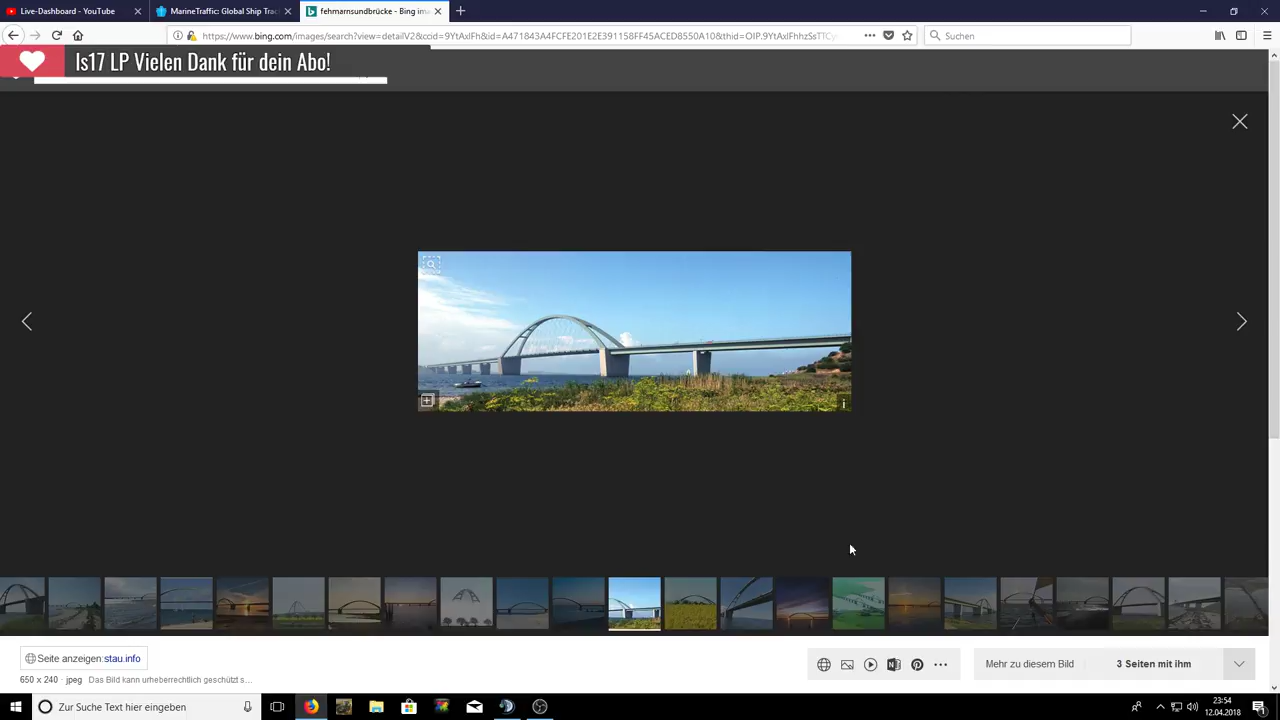 Live-Dashboard - YouTube
MarineTraffic: Global Ship Trac
fehmarnsundbrücke - Bing im
https://www.bing.com/images/search?view=detailV2&ccid=9YtAxlFh&id=A471843A4FCFE201E2E391158FF45ACED8550A10&thid=OIP.9YtAxlFhhzSsTTCy
Suchen
ls17 LP Vielen Dank für dein Abo!
i
Seite anzeigen:stau.info
650 x 240 · jpeg Das Bild kann urheberrechtlich geschützt s...
Mehr zu diesem Bild
3 Seiten mit ihm
Zur Suche Text hier eingeben
23:54
12.04.2018
1